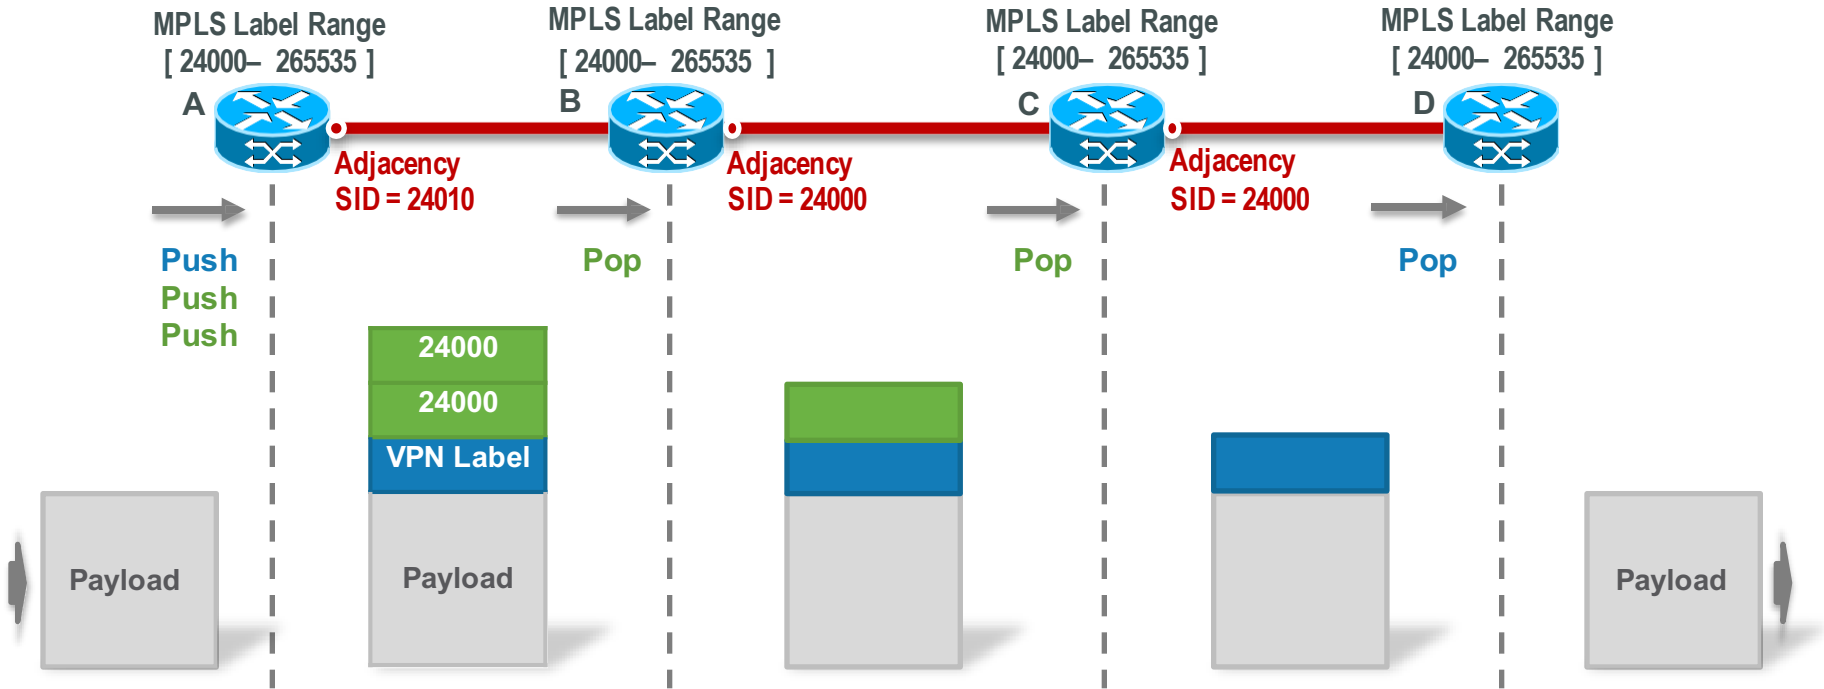 MPLS Label Range
[ 24000– 265535 ]
A
MPLS Label Range
[ 24000– 265535 ]
B
MPLS Label Range
[ 24000– 265535 ]
C
MPLS Label Range
[ 24000– 265535 ]
D
Adjacency
SID = 24010
Adjacency
SID = 24000
Adjacency
SID = 24000
Push
Push
Push
Pop
Pop
Pop
24000
24000
VPN Label
Payload
Payload
Payload